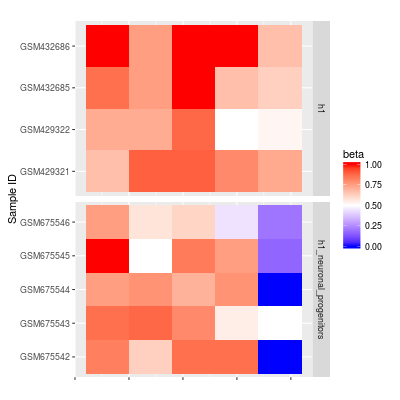 Sample ID
GSM432686
GSM432685
GSM429322
GSM429321
h1
GSM675546
GSM675545
GSM675544
GSM675543
GSM675542
h1_neuronal_progenitors
beta
1.00
0.75
0.50
0.25
0.00